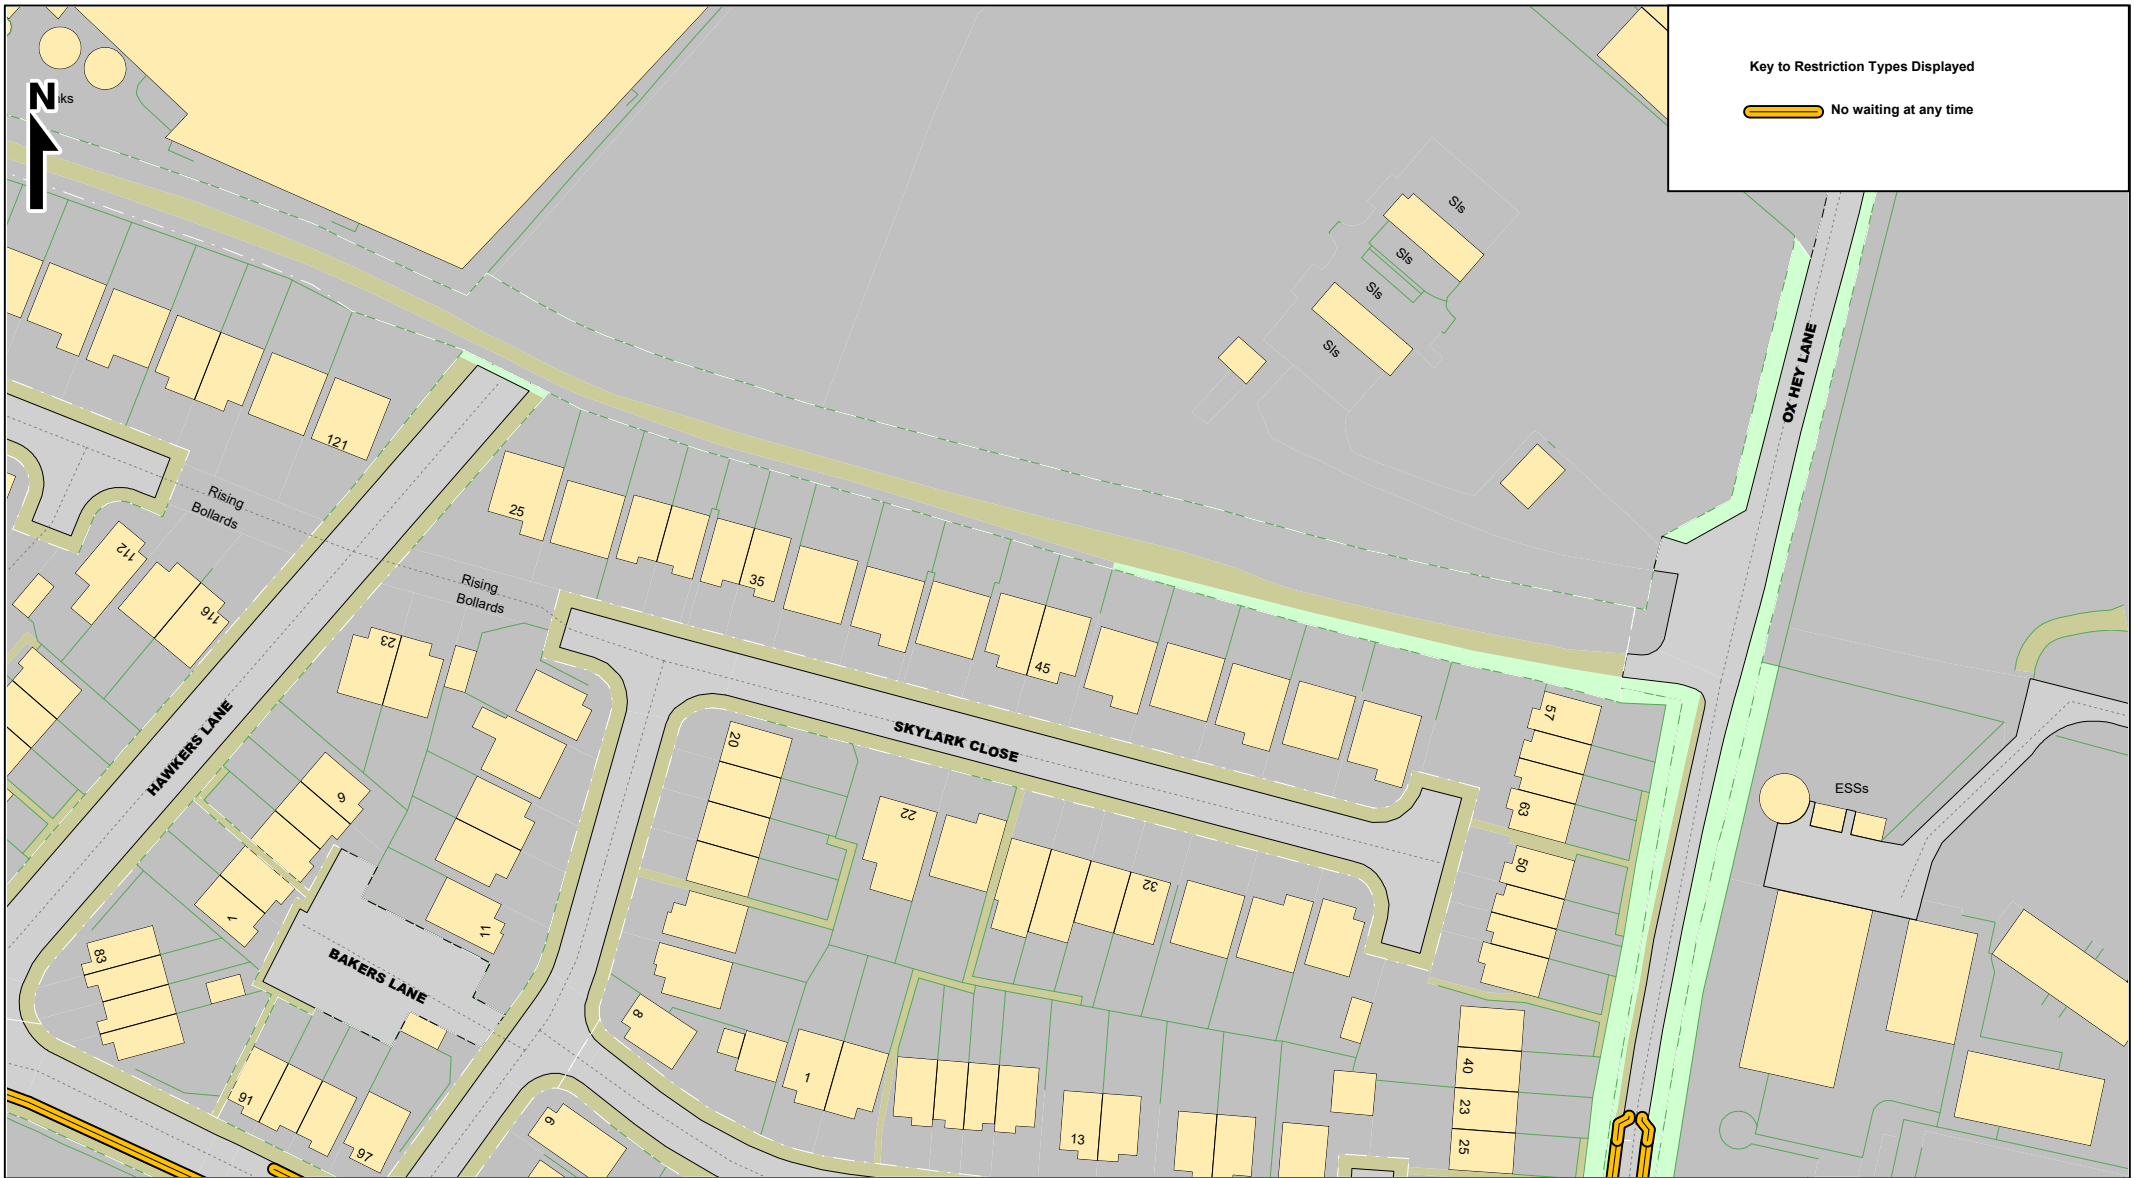 Key to Restriction Types Displayed
No waiting at any time
N
Sls
Sls
Sls
Sls
OX HEY LANE
121
Rising
Bollards
25
112
35
Rising
Bollards
116
23
45
57
HAWKERS LANE
20
SKYLARK CLOSE
ESSs
9
22
63
50
32
7
11
83
BAKERS LANE
8
40
1
91
23
9
13
25
97